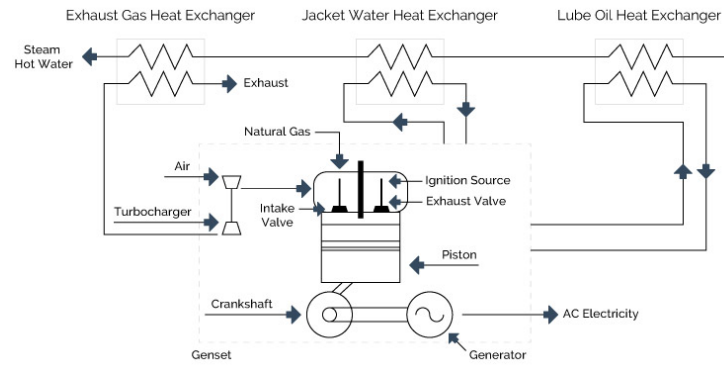 Exhaust Gas Heat Exchanger
Jacket Water Heat Exchanger
Lube Oil Heat Exchanger
Steam
Hot Water
Exhaust
Natural Gas
Air
Ignition Source
Turbocharger
Intake
Valve
Exhaust Valve
Piston
Crankshaft
AC Electricity
Genset
Generator